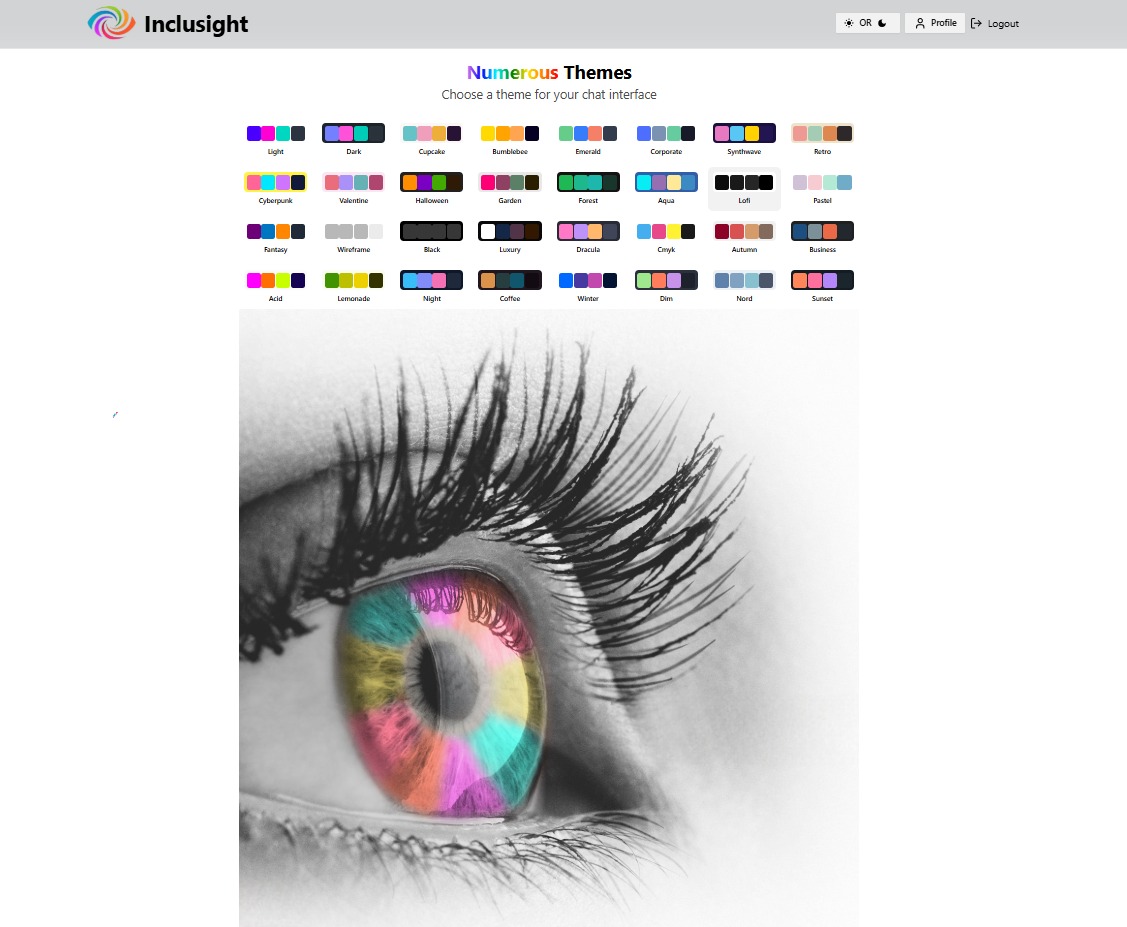 Inclusight
OR
Profile
Logout
Numerous Themes
Choose a theme for your chat interface
Light Dark Cupcake Bumblebee Emerald Corporate Synthwave Retro
Cyberpunk Valentine Halloween Garden Forest Aqua Lofi Pastel
Fantasy Wireframe Black Luxury Dracula Cmyk Autumn Business
Acid Lemonade Night Coffee Winter Dim Nord Sunset